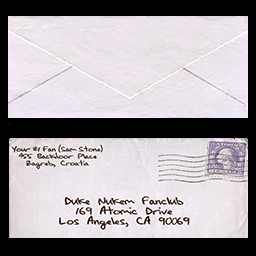 Your #1 Fan (Sam Stone)
455 Backdoor Place
Zagreb, Croatia
Duke Nukem Fanclub
169 Atomic Drive
Los Angeles, CA 90069